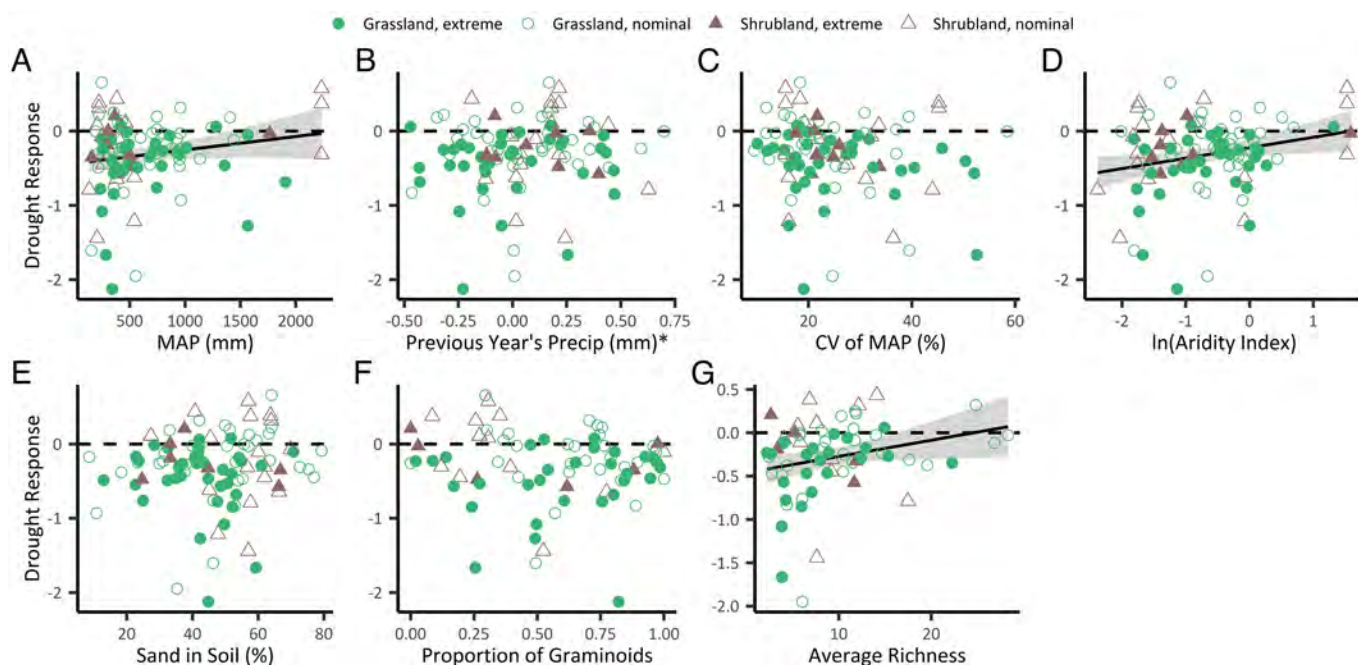 Grassland, extreme Grassland, nominal Shrubland, extreme Shrubland, nominal
A B C D
Drought Response
0
-1
-2
500 1000 1500 2000
MAP (mm)
-0.50 -0.25 0.00 0.25 0.50 0.75
Previous Year's Precip (mm)*
20 40 60
CV of MAP (%)
-2 -1 0 1
ln(Aridity Index)
E F G
Drought Response
0
-1
-2
0
-1
-2
0.5
0.0
-0.5
-1.0
-1.5
-2.0
20 40 60 80
Sand in Soil (%)
0.00 0.25 0.50 0.75 1.00
Proportion of Graminoids
10 20
Average Richness